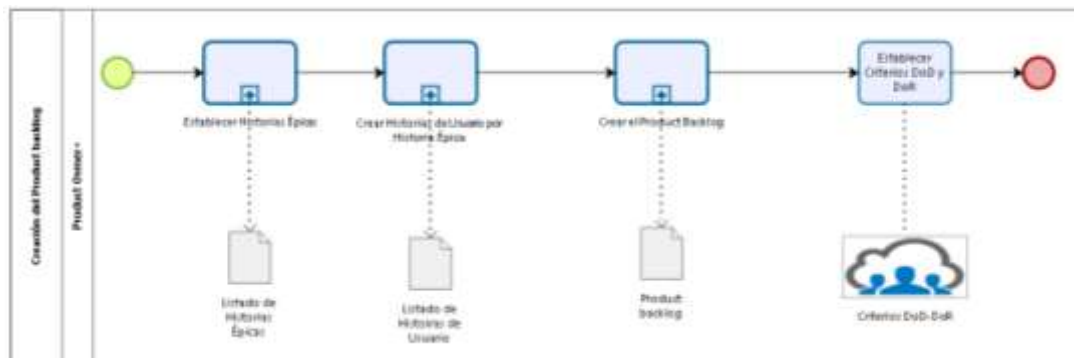 Creación del Product backlog
Product Owner+
Establecer Historias Épicas
Crear Historias de Usuario por
Historia Épica
Crear el Product Backlog
Establecer
Criterios DoD y
DoR
Listado de
Historias
Épicas
Listado de
Historias de
Usuario
Product
backlog
Criterios DoD-DoR